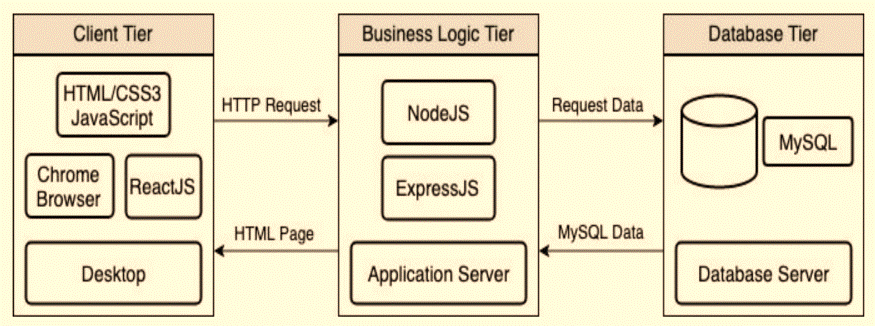 Client Tier
HTML/CSS3
JavaScript
Chrome
Browser
ReactJS
Desktop
HTTP Request
HTML Page
Business Logic Tier
NodeJS
ExpressJS
Application Server
Request Data
MySQL Data
Database Tier
MySQL
Database Server